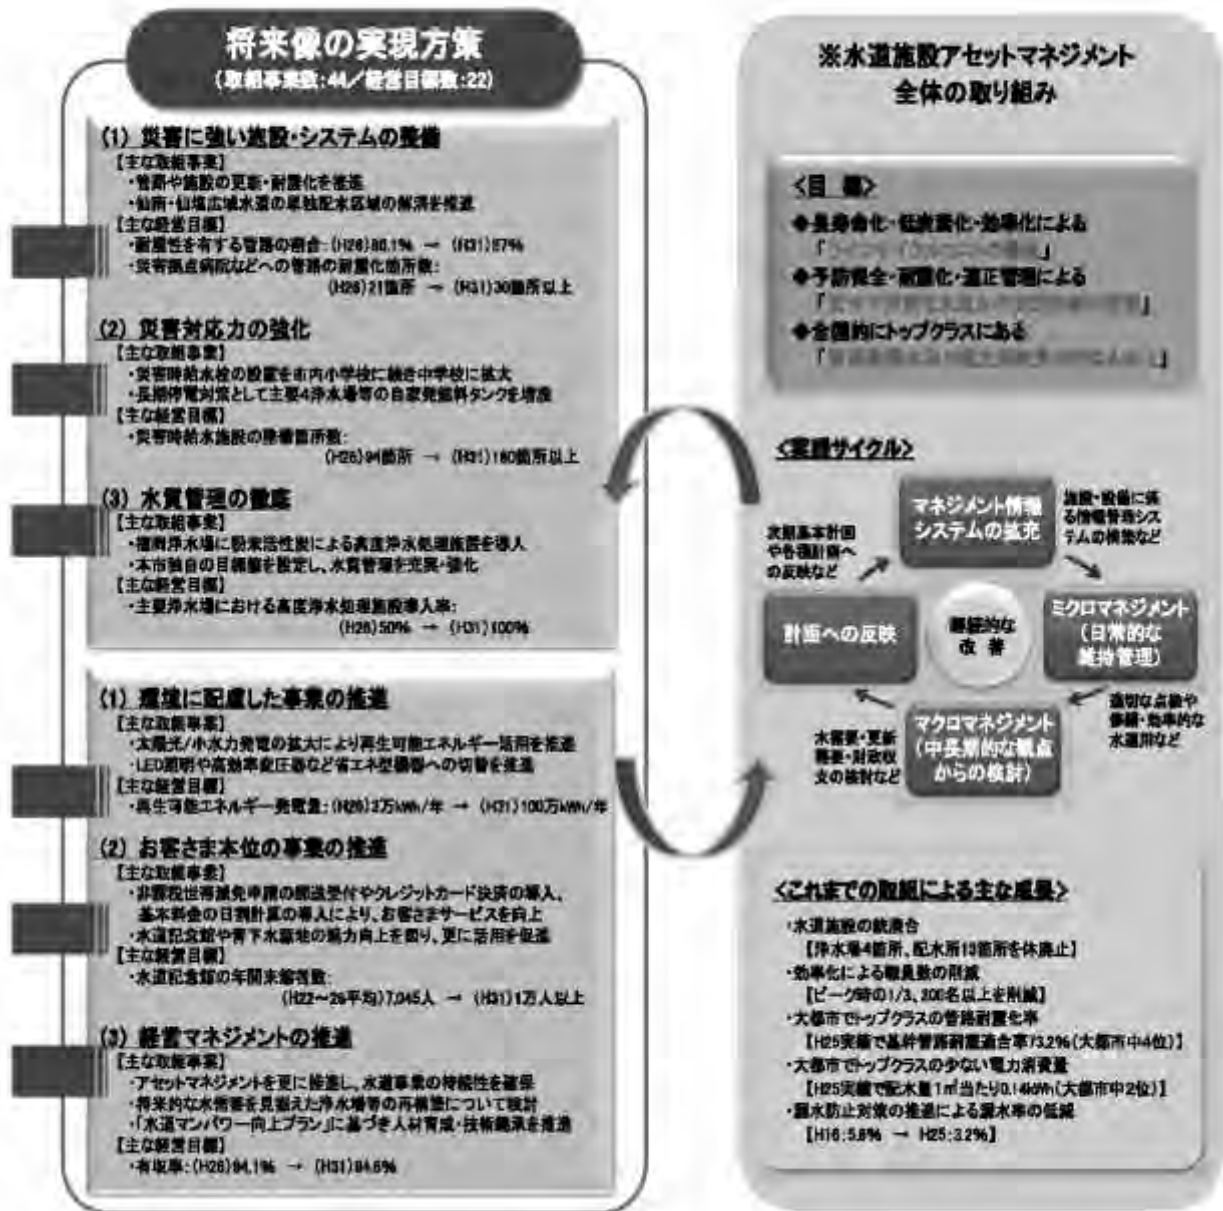 将来像の実現方策
(取組事業数:44/経営目標数:22)
(1) 災害に強い施設・システムの整備
【主な取組事業】
・管路や施設の更新・耐震化を推進
・仙南・仙塩広域水道の単独配水区域の解消を推進
【主な経営目標】
・耐震性を有する管路の割合:(H26)80.1% → (H31)87%
・災害拠点病院などへの管路の耐震化箇所数:
(H26)21箇所 → (H31)30箇所以上
(2) 災害対応力の強化
【主な取組事業】
・災害時給水栓の設置を市内小学校に続き中学校に拡大
・長期停電対策として主要4浄水場等の自家発燃料タンクを増強
【主な経営目標】
・災害時給水施設の整備箇所数:
(H26)94箇所 → (H31)180箇所以上
(3) 水質管理の徹底
【主な取組事業】
・福岡浄水場に粉末活性炭による高度浄水処理施設を導入
・本市独自の目標値を設定し、水質管理を充実・強化
【主な経営目標】
・主要浄水場における高度浄水処理施設導入率:
(H26)50% → (H31)100%
(1) 環境に配慮した事業の推進
【主な取組事業】
・太陽光/小水力発電の拡大により再生可能エネルギー活用を推進
・LED照明や高効率変圧器など省エネ型機器への切替を推進
【主な経営目標】
・再生可能エネルギー発電量:(H26)3万kWh/年 → (H31)100万kWh/年
(2) お客さま本位の事業の推進
【主な取組事業】
・非課税世帯減免申請の郵送受付やクレジットカード決済の導入、
基本料金の日割計算の導入により、お客さまサービスを向上
・水道記念館や青下水源地の魅力向上を図り、更に活用を促進
【主な経営目標】
・水道記念館の年間来館者数:
(H22~26平均)7,045人 → (H31)1万人以上
(3) 経営マネジメントの推進
【主な取組事業】
・アセットマネジメントを更に推進し、水道事業の持続性を確保
・将来的な水需要を見据えた浄水場等の再構築について検討
・「水道マンパワー向上プラン」に基づき人材育成・技術継承を推進
【主な経営目標】
・有収率:(H26)94.1% → (H31)94.6%
※水道施設アセットマネジメント
全体の取り組み
<目 標>
◆長寿命化・低炭素化・効率化による
◆予防保全・耐震化・適正管理による
◆全国的にトップクラスにある
<実践サイクル>
マネジメント情報
システムの拡充
施設・設備に係
る情報管理シス
テムの構築など
ミクロマネジメント
(日常的な
維持管理)
適切な点検や
修繕・効率的な
水運用など
マクロマネジメント
(中長期的な観点
からの検討)
水需要・更新
需要・財政収
支の検討など
計画への反映
次期基本計画
や各種計画へ
の反映など
継続的な
改 善
<これまでの取組による主な成果>
・水道施設の統廃合
【浄水場4箇所、配水所13箇所を休廃止】
・効率化による職員数の削減
【ピーク時の1/3、200名以上を削減】
・大都市でトップクラスの管路耐震化率
【H25実績で基幹管路耐震適合率73.2%(大都市中4位)】
・大都市でトップクラスの少ない電力消費量
【H25実績で配水量1㎥当たり0.14kWh(大都市中2位)】
・漏水防止対策の推進による漏水率の低減
【H16:5.8% → H25:3.2%】